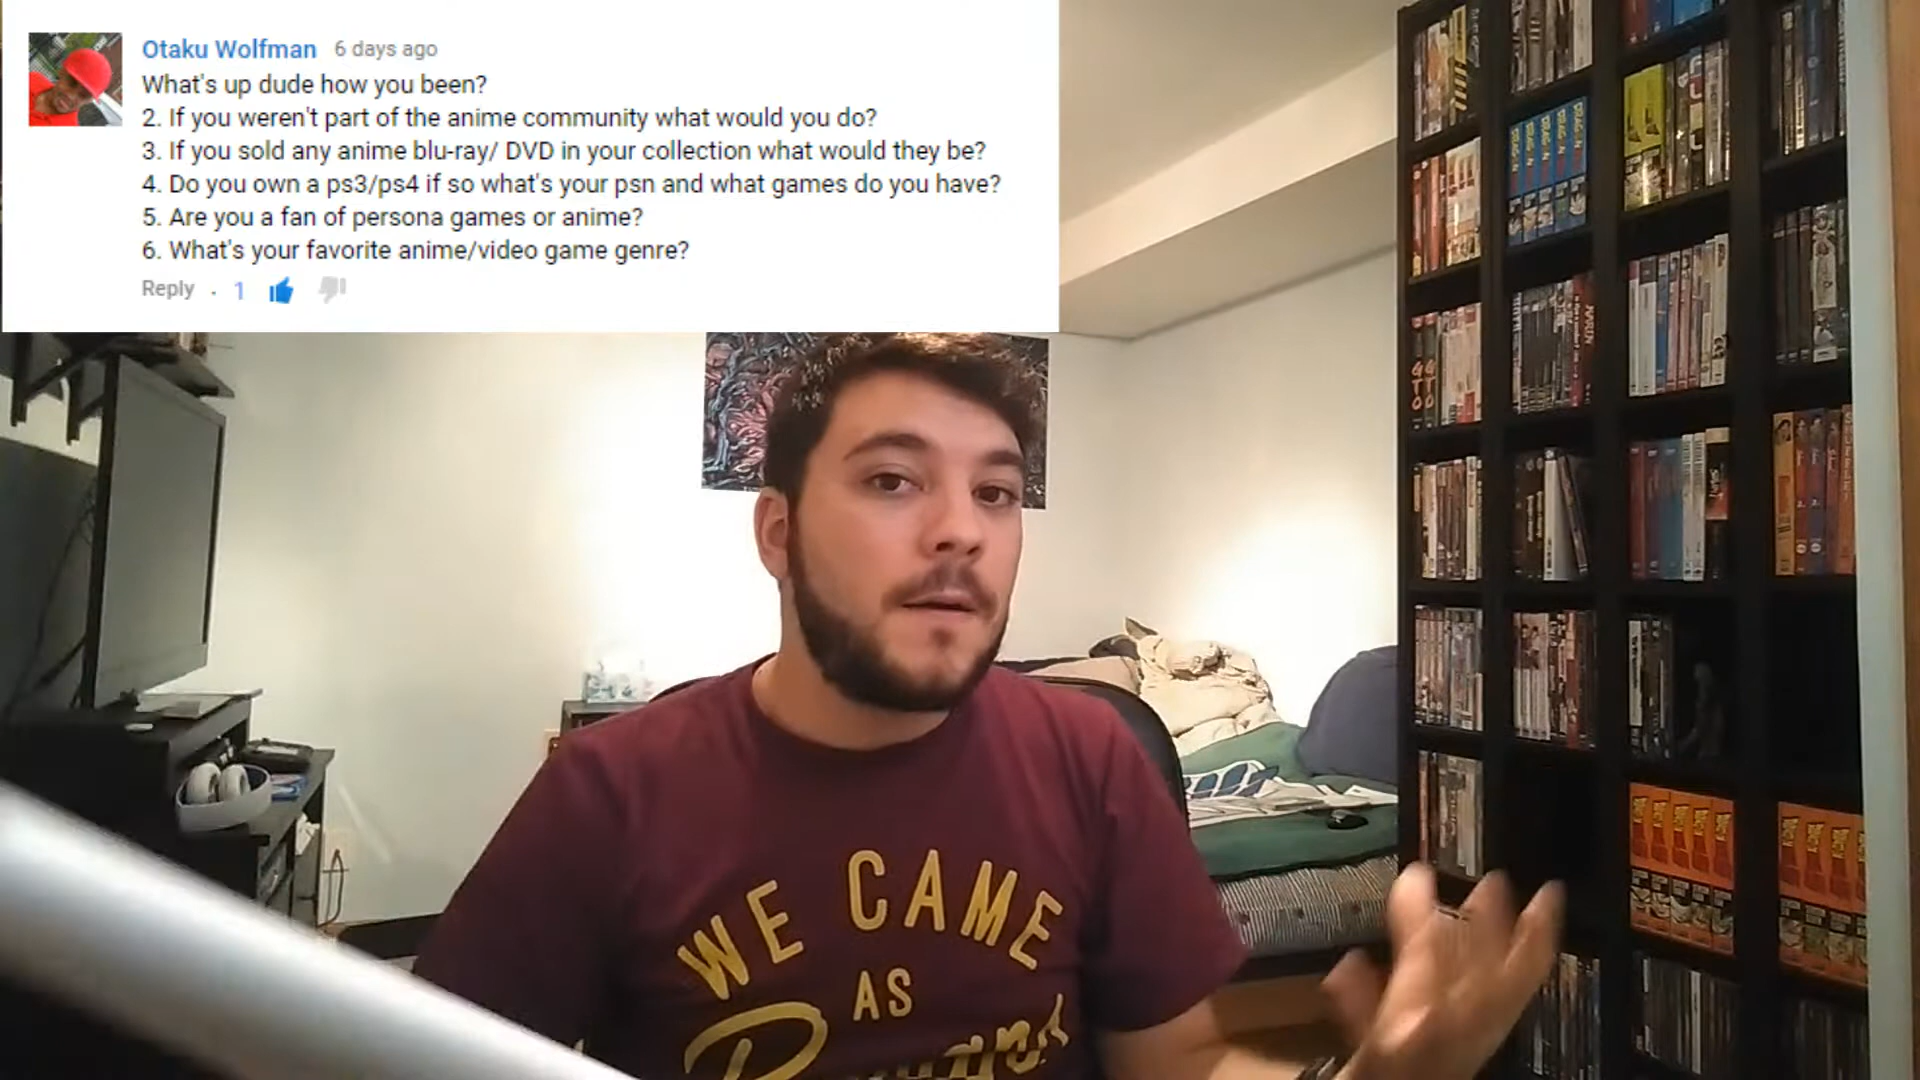 Otaku Wolfman 6 days ago
What's up dude how you been?
2. If you weren't part of the anime community what would you do?
3. If you sold any anime blu-ray/ DVD in your collection what would they be?
4. Do you own a ps3/ps4 if so what's your psn and what games do you have?
5. Are you a fan of persona games or anime?
6. What's your favorite anime/video game genre?
Reply · 1
WE CAME
AS
GTO GTO